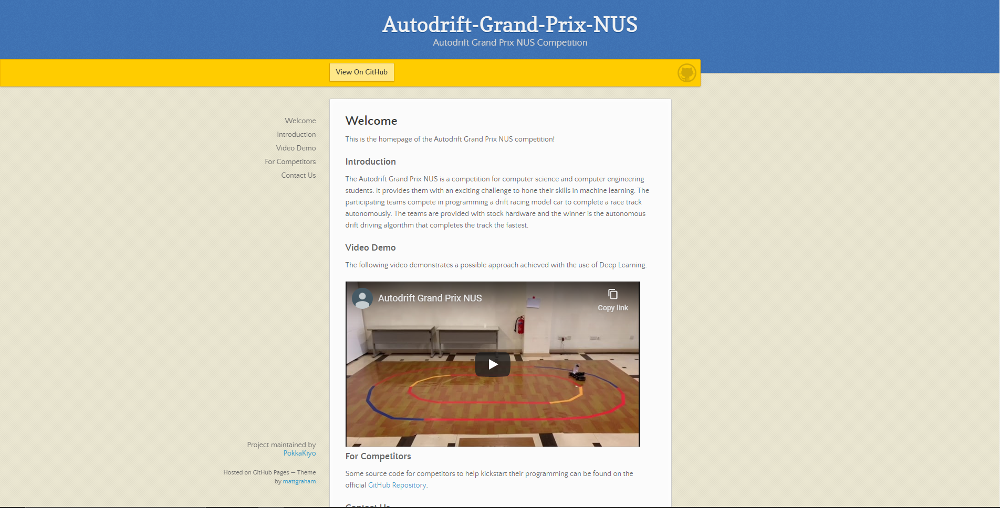 Autodrift-Grand-Prix-NUS
Autodrift Grand Prix NUS Competition
View On GitHub
Welcome
Introduction
Video Demo
For Competitors
Contact Us
Welcome
This is the homepage of the Autodrift Grand Prix NUS competition!
Introduction
The Autodrift Grand Prix NUS is a competition for computer science and computer engineering
students. It provides them with an exciting challenge to hone their skills in machine learning. The
participating teams compete in programming a drift racing model car to complete a race track
autonomously. The teams are provided with stock hardware and the winner is the autonomous
drift driving algorithm that completes the track the fastest.
Video Demo
The following video demonstrates a possible approach achieved with the use of Deep Learning.
Autodrift Grand Prix NUS
Copy link
For Competitors
Some source code for competitors to help kickstart their programming can be found on the
official GitHub Repository.
Contact Us
Project maintained by
PokkaKiyo
Hosted on GitHub Pages — Theme
by mattgraham